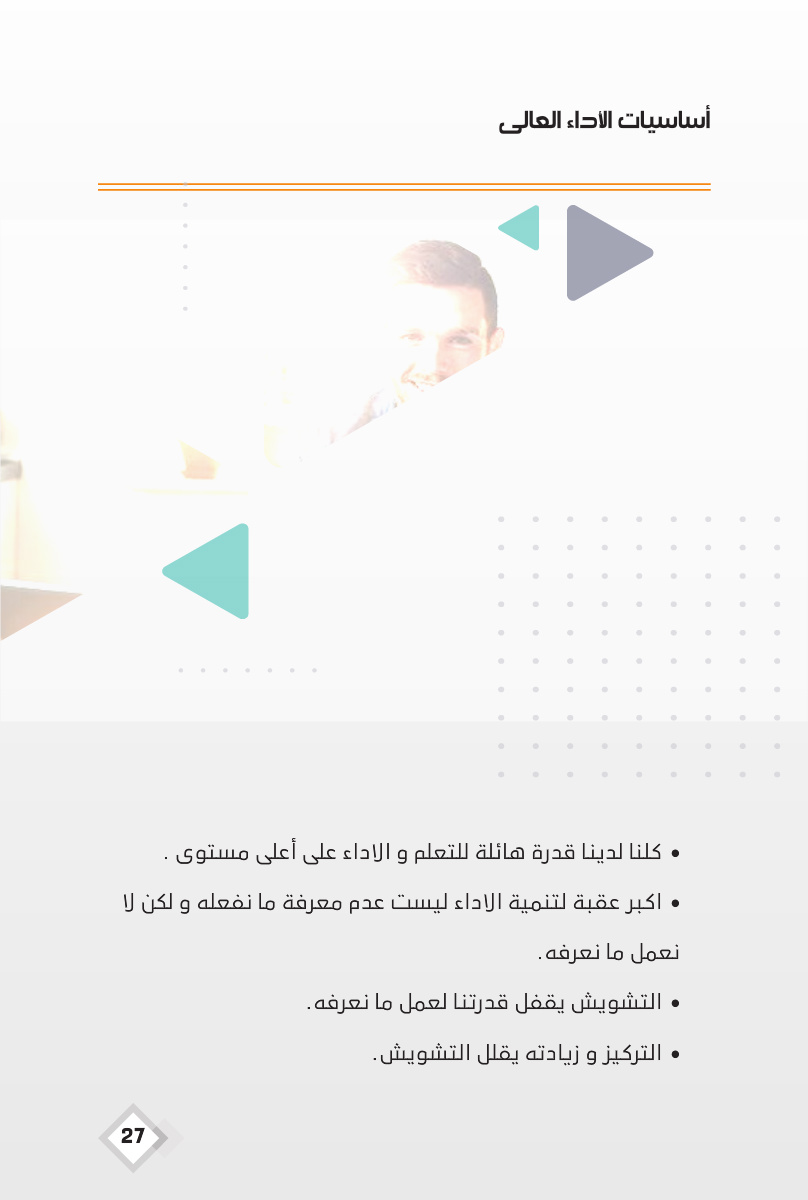 أساسيات الأداء العالى
• كلنا لدينا قدرة هائلة للتعلم و الاداء على أعلى مستوى .
• اكبر عقبة لتنمية الاداء ليست عدم معرفة ما نفعله و لكن لا
نعمل ما نعرفه.
• التشويش يقفل قدرتنا لعمل ما نعرفه.
• التركيز و زيادته يقلل التشويش.
27